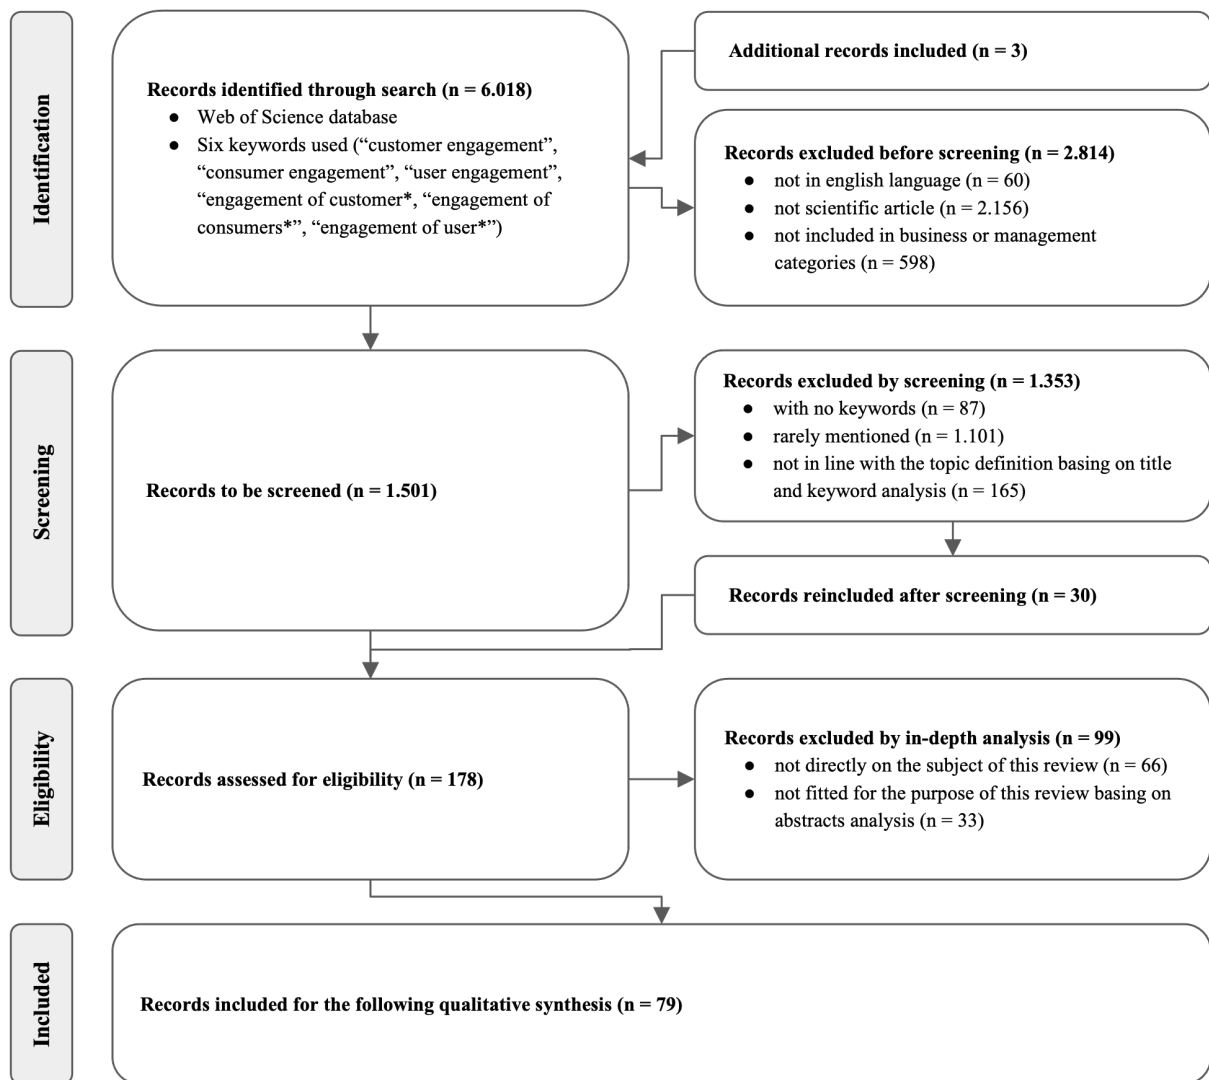 Identification
Records identified through search (n = 6.018)
● Web of Science database
● Six keywords used (“customer engagement”,
“consumer engagement”, “user engagement”,
“engagement of customer*, “engagement of
consumers*”, “engagement of user*”)
Additional records included (n = 3)
Records excluded before screening (n = 2.814)
● not in english language (n = 60)
● not scientific article (n = 2.156)
● not included in business or management
categories (n = 598)
Screening
Records to be screened (n = 1.501)
Records excluded by screening (n = 1.353)
● with no keywords (n = 87)
● rarely mentioned (n = 1.101)
● not in line with the topic definition basing on title
and keyword analysis (n = 165)
Records reincluded after screening (n = 30)
Eligibility
Records assessed for eligibility (n = 178)
Records excluded by in-depth analysis (n = 99)
● not directly on the subject of this review (n = 66)
● not fitted for the purpose of this review basing on
abstracts analysis (n = 33)
Included
Records included for the following qualitative synthesis (n = 79)